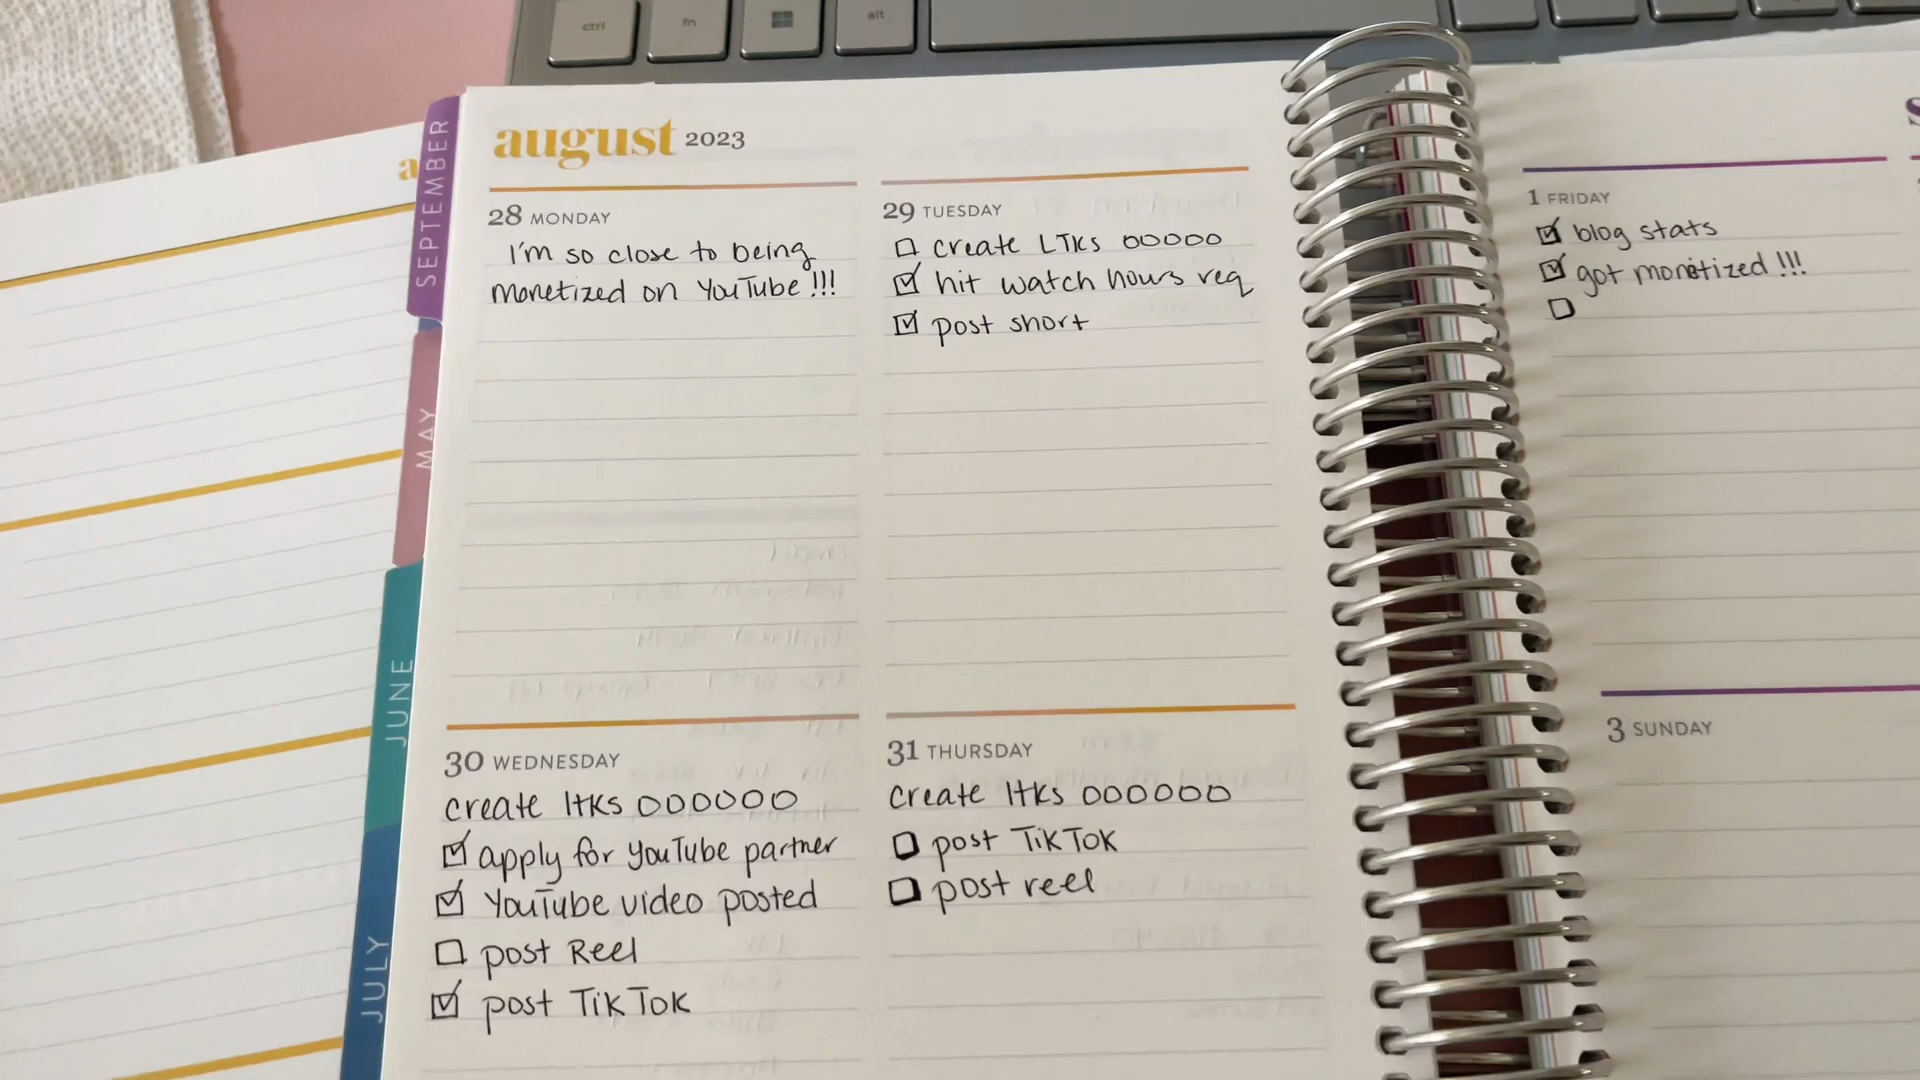 ctrl
fn
alt
a
SEPTEMBER
MAY
JUNE
JULY
august 2023
28 MONDAY
I'm so close to being
monetized on YouTube!!!
29 TUESDAY
create LTKs OOOOO
hit watch hours req
post short
30 WEDNESDAY
create ltks OOOOOO
apply for YouTube partner
YouTube video posted
post Reel
post TikTok
31 THURSDAY
create ltks OOOOOO
post TikTok
post reel
1 FRIDAY
blog stats
got monetized!!!
3 SUNDAY